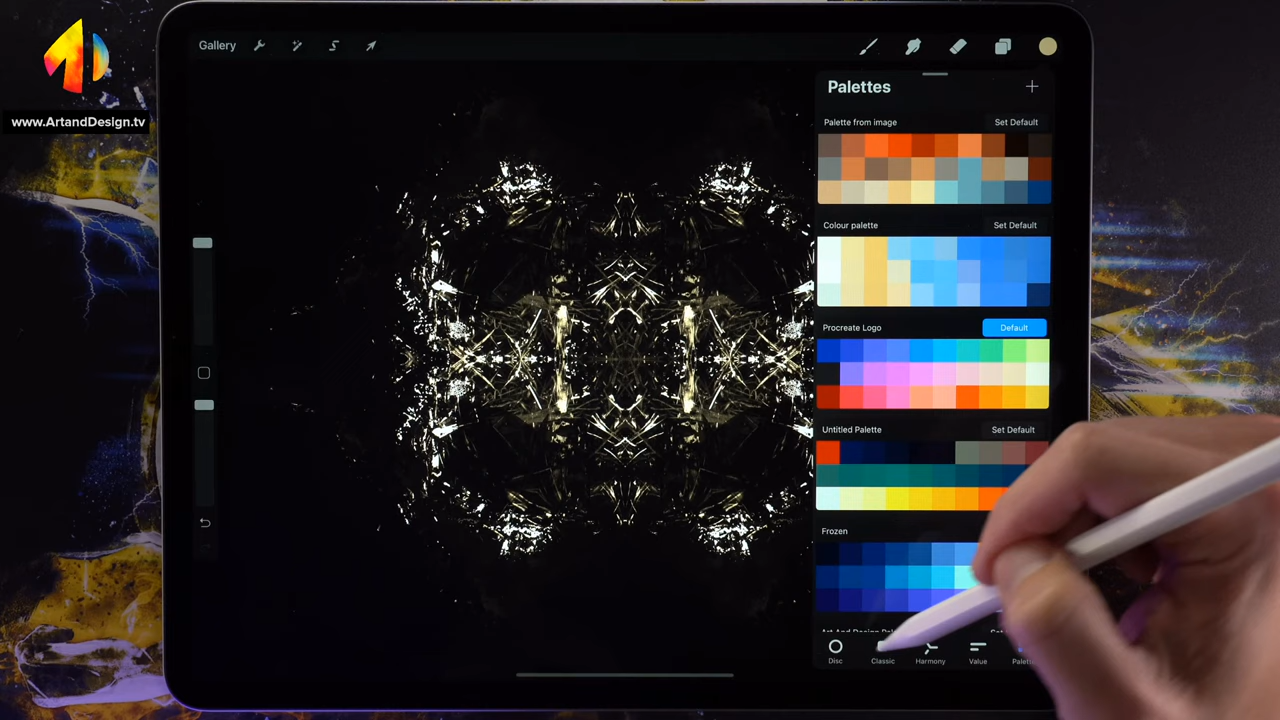 www.ArtandDesign.tv
Gallery
Palettes
Palette from image
Set Default
Colour palette
Set Default
Procreate Logo
Default
Untitled Palette
Set Default
Frozen
Disc
Classic
Harmony
Value